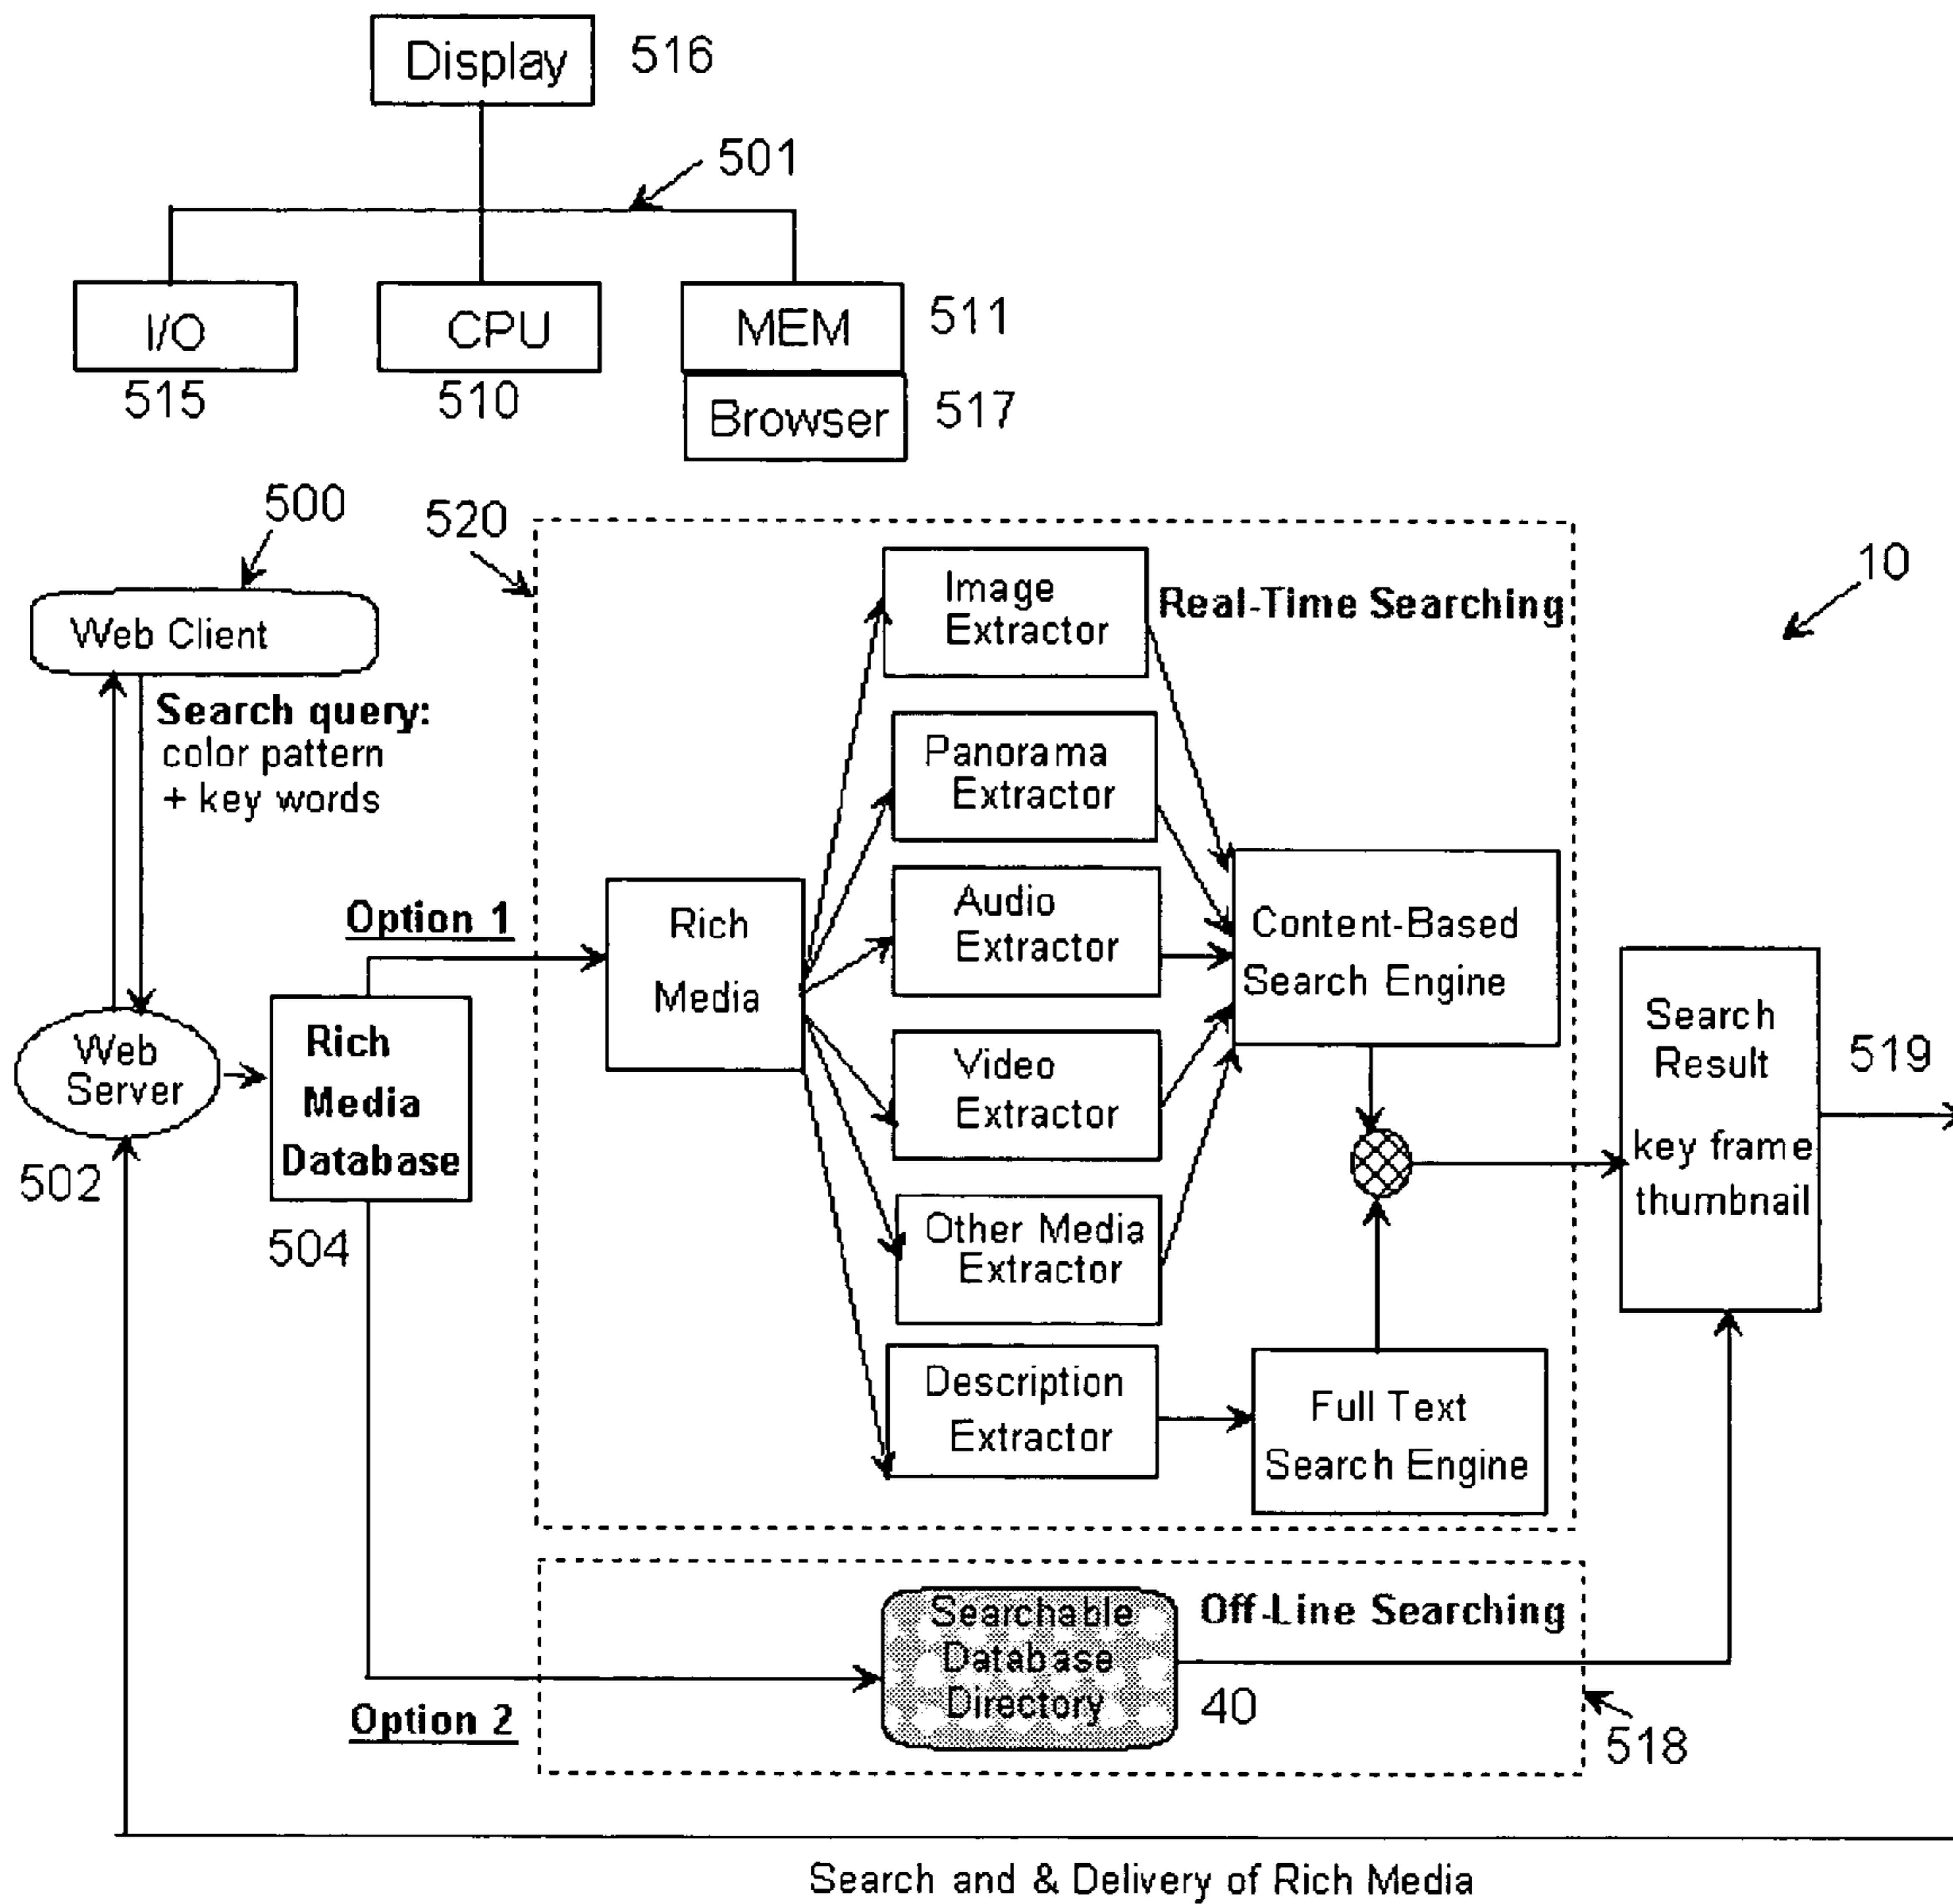 Display
516
501
I/O
CPU
MEM
511
515
510
Browser
517
500
520
10
Web Client
Search query:
color pattern
+ key words
Image
Extractor
Real-Time Searching
Panorama
Extractor
Option 1
Rich
Media
Audio
Extractor
Content-Based
Search Engine
Web
Server
502
Rich
Media
Database
504
Video
Extractor
Search
Result
key frame
thumbnail
519
Other Media
Extractor
Description
Extractor
Full Text
Search Engine
Option 2
Searchable
Database
Directory
40
Off-Line Searching
518
Search and & Delivery of Rich Media